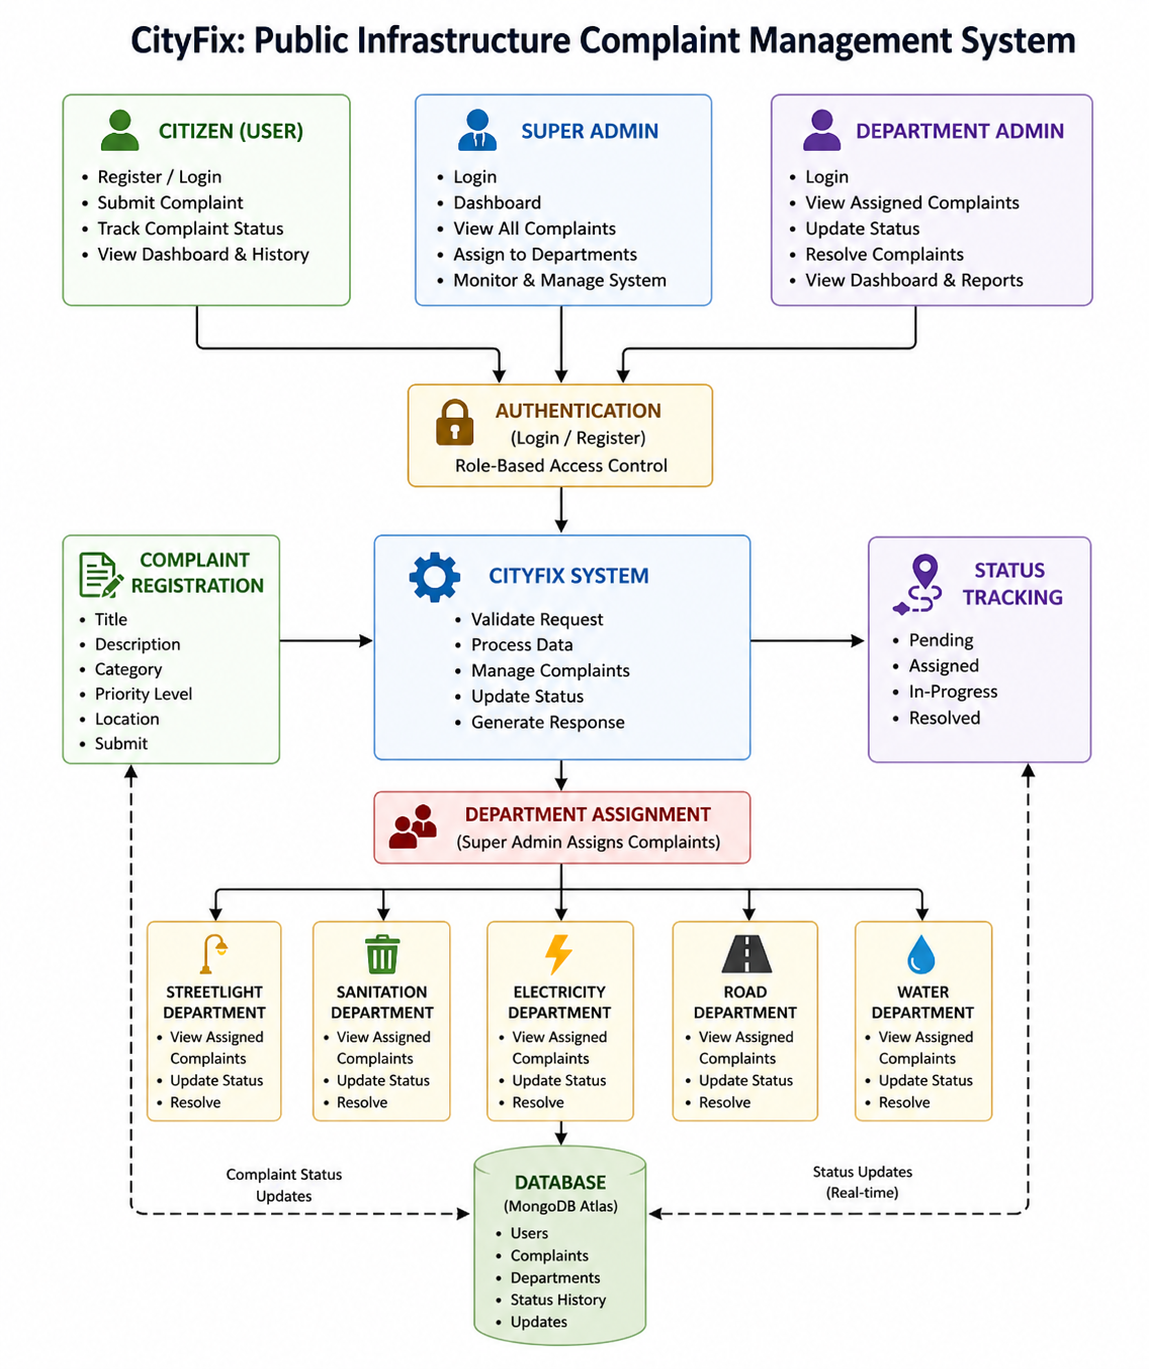 CityFix: Public Infrastructure Complaint Management System
CITIZEN (USER)
• Register / Login
• Submit Complaint
• Track Complaint Status
• View Dashboard & History
SUPER ADMIN
• Login
• Dashboard
• View All Complaints
• Assign to Departments
• Monitor & Manage System
DEPARTMENT ADMIN
• Login
• View Assigned Complaints
• Update Status
• Resolve Complaints
• View Dashboard & Reports
AUTHENTICATION
(Login / Register)
Role-Based Access Control
COMPLAINT
REGISTRATION
• Title
• Description
• Category
• Priority Level
• Location
• Submit
CITYFIX SYSTEM
• Validate Request
• Process Data
• Manage Complaints
• Update Status
• Generate Response
STATUS
TRACKING
• Pending
• Assigned
• In-Progress
• Resolved
DEPARTMENT ASSIGNMENT
(Super Admin Assigns Complaints)
STREETLIGHT
DEPARTMENT
• View Assigned
Complaints
• Update Status
• Resolve
SANITATION
DEPARTMENT
• View Assigned
Complaints
• Update Status
• Resolve
ELECTRICITY
DEPARTMENT
• View Assigned
Complaints
• Update Status
• Resolve
ROAD
DEPARTMENT
• View Assigned
Complaints
• Update Status
• Resolve
WATER
DEPARTMENT
• View Assigned
Complaints
• Update Status
• Resolve
Complaint Status
Updates
DATABASE
(MongoDB Atlas)
• Users
• Complaints
• Departments
• Status History
• Updates
Status Updates
(Real-time)